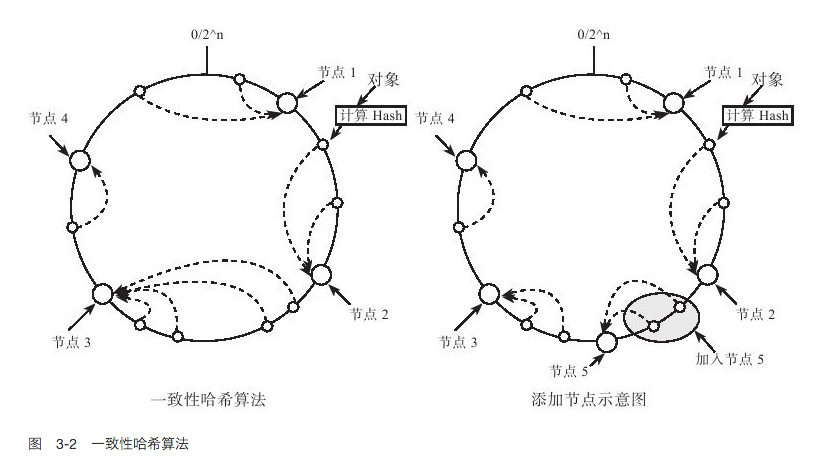 0/2^n
节点 1
对象
计算 Hash
节点 4
节点 2
节点 3
一致性哈希算法
0/2^n
节点 1
对象
计算 Hash
节点 4
节点 2
节点 3
加入节点 5
节点 5
添加节点示意图
图 3-2 一致性哈希算法